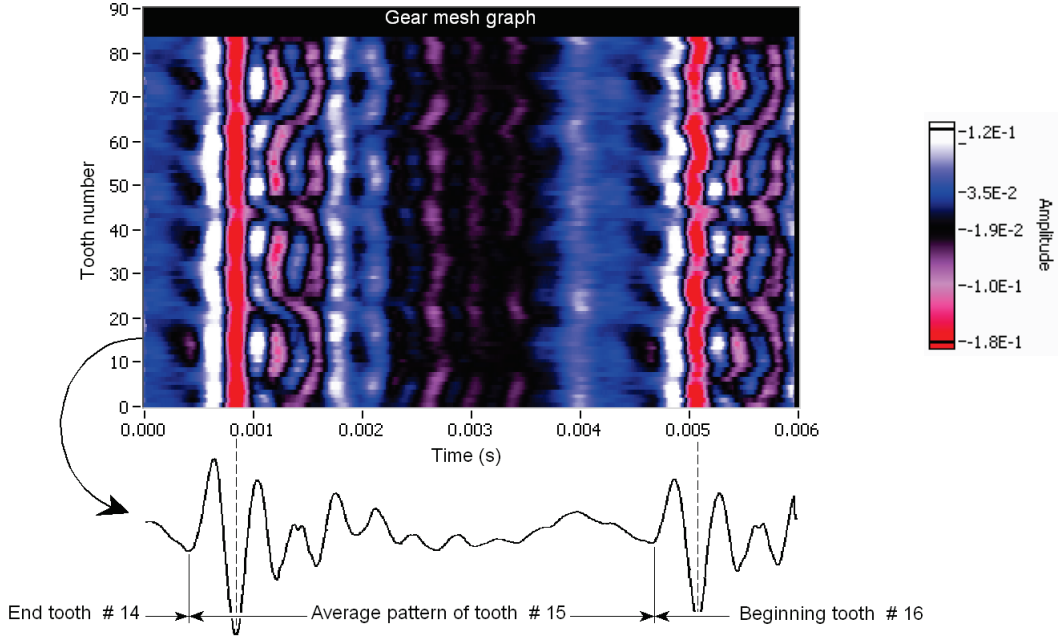 Gear mesh graph
90
80
70
60
50
40
30
20
10
0
Tooth number
0.000 0.001 0.002 0.003 0.004 0.005 0.006
Time (s)
1.2E-1
3.5E-2
-1.9E-2
-1.0E-1
-1.8E-1
Amplitude
End tooth # 14 Average pattern of tooth # 15 Beginning tooth # 16